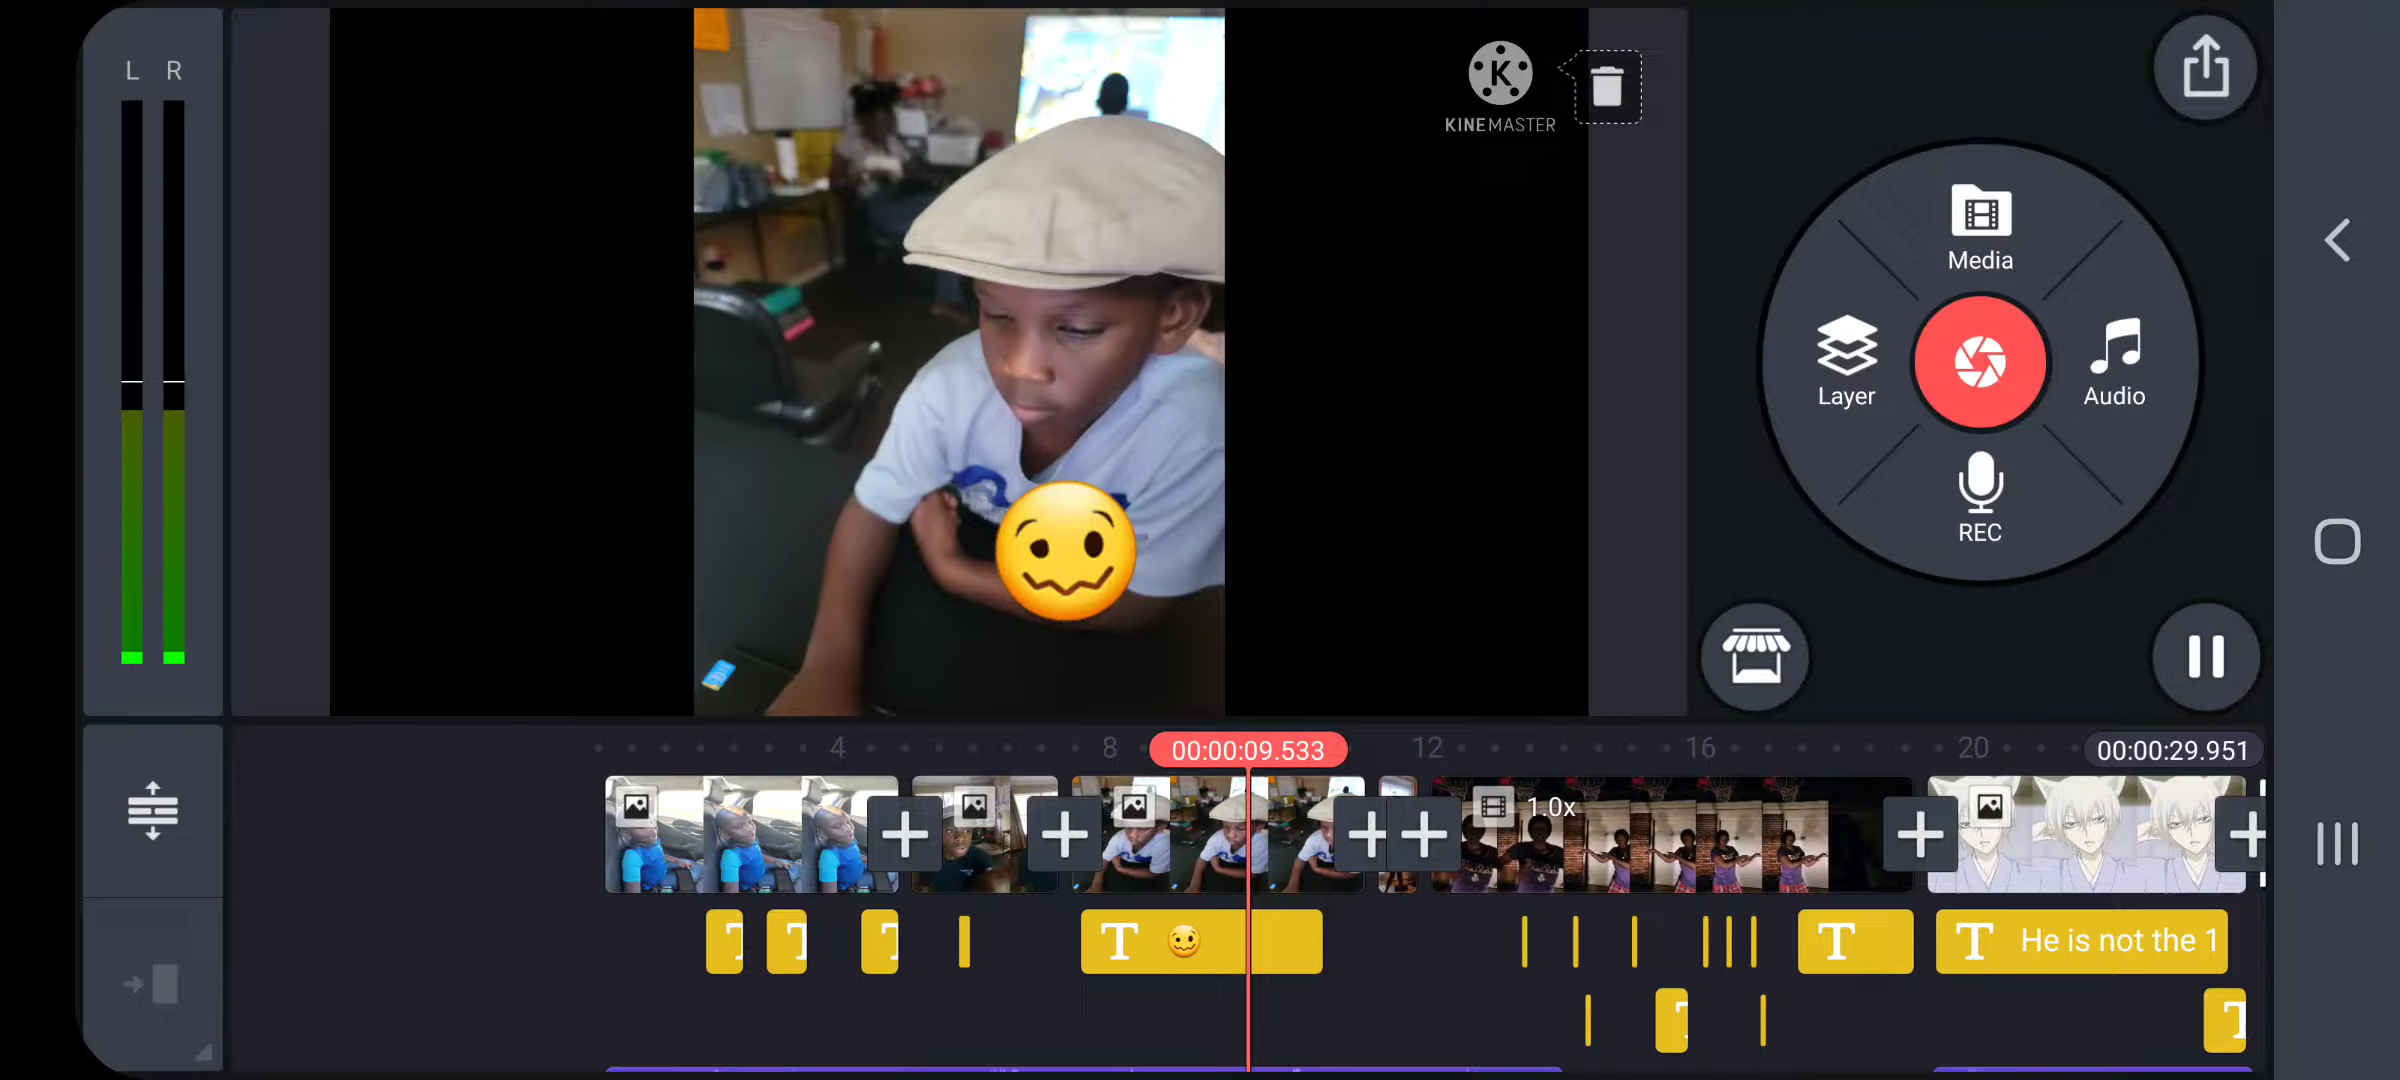 L R
KINEMASTER
Media
Layer
Audio
REC
4
8
00:00:09.533
12
16
20
00:00:29.951
1.0x
T
T
T
T
T
T He is not the 1
T
T